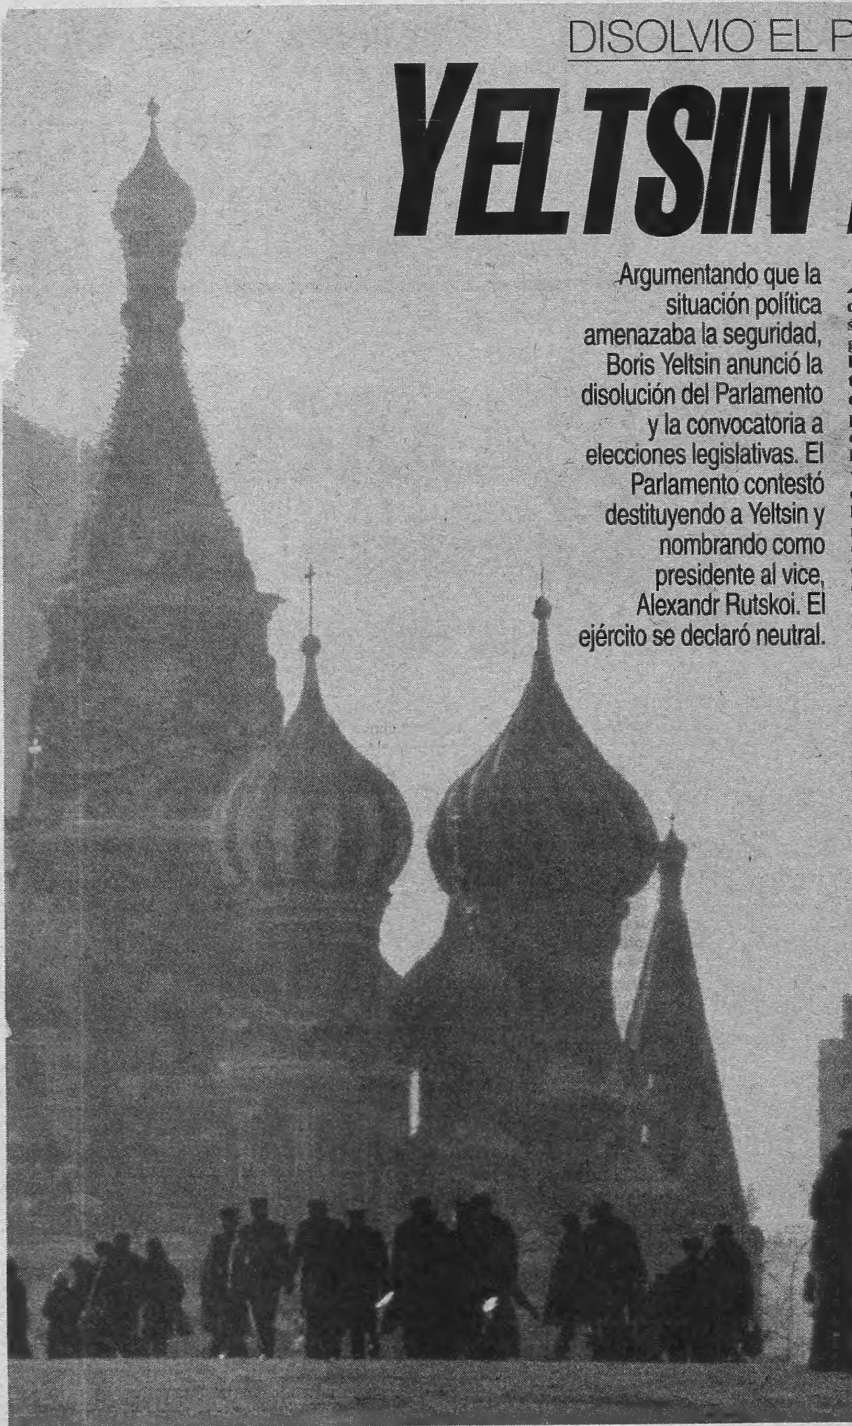 DISOLVIO EL P
YELTSIN
Argumentando que la
situación política
amenazaba la seguridad,
Boris Yeltsin anunció la
disolución del Parlamento
y la convocatoria a
elecciones legislativas. El
Parlamento contestó
destituyendo a Yeltsin y
nombrando como
presidente al vice,
Alexandr Rutskoi. El
ejército se declaró neutral.